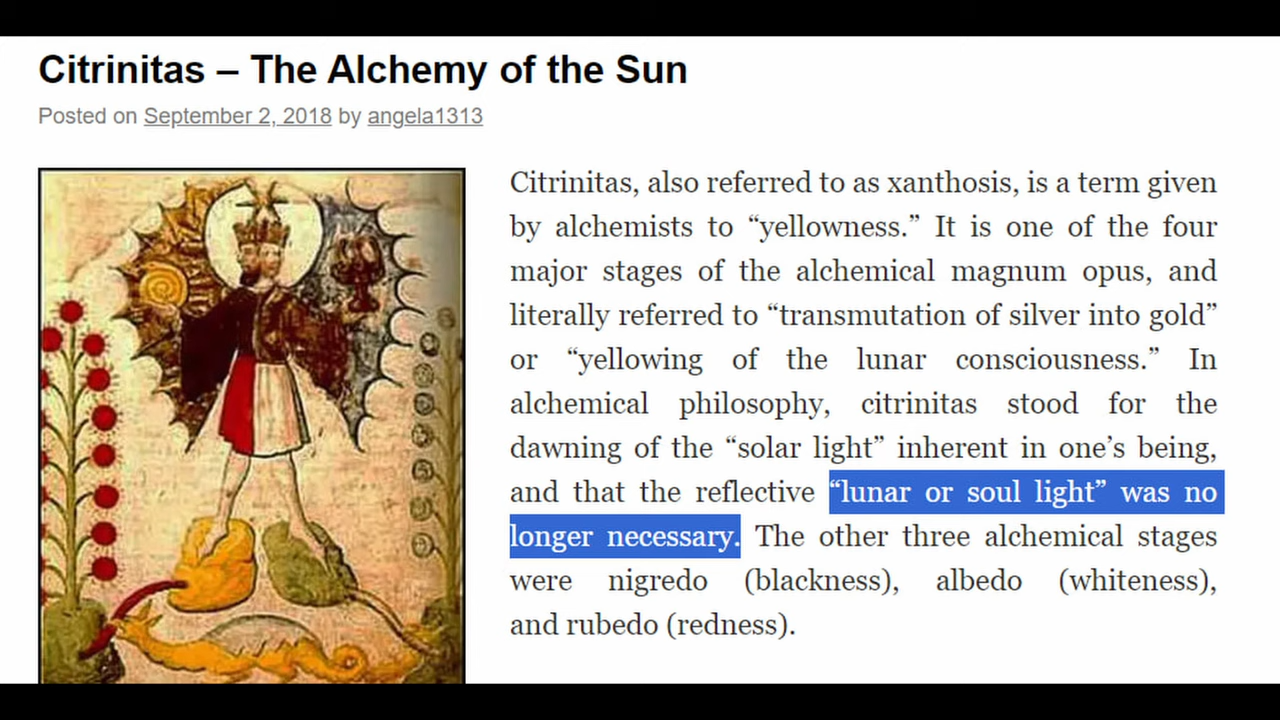 Citrinitas – The Alchemy of the Sun
Posted on September 2, 2018 by angela1313
Citrinitas, also referred to as xanthosis, is a term given
by alchemists to “yellowness.” It is one of the four
major stages of the alchemical magnum opus, and
literally referred to “transmutation of silver into gold”
or “yellowing of the lunar consciousness.” In
alchemical philosophy, citrinitas stood for the
dawning of the “solar light” inherent in one’s being,
and that the reflective “lunar or soul light” was no
longer necessary. The other three alchemical stages
were nigredo (blackness), albedo (whiteness),
and rubedo (redness).